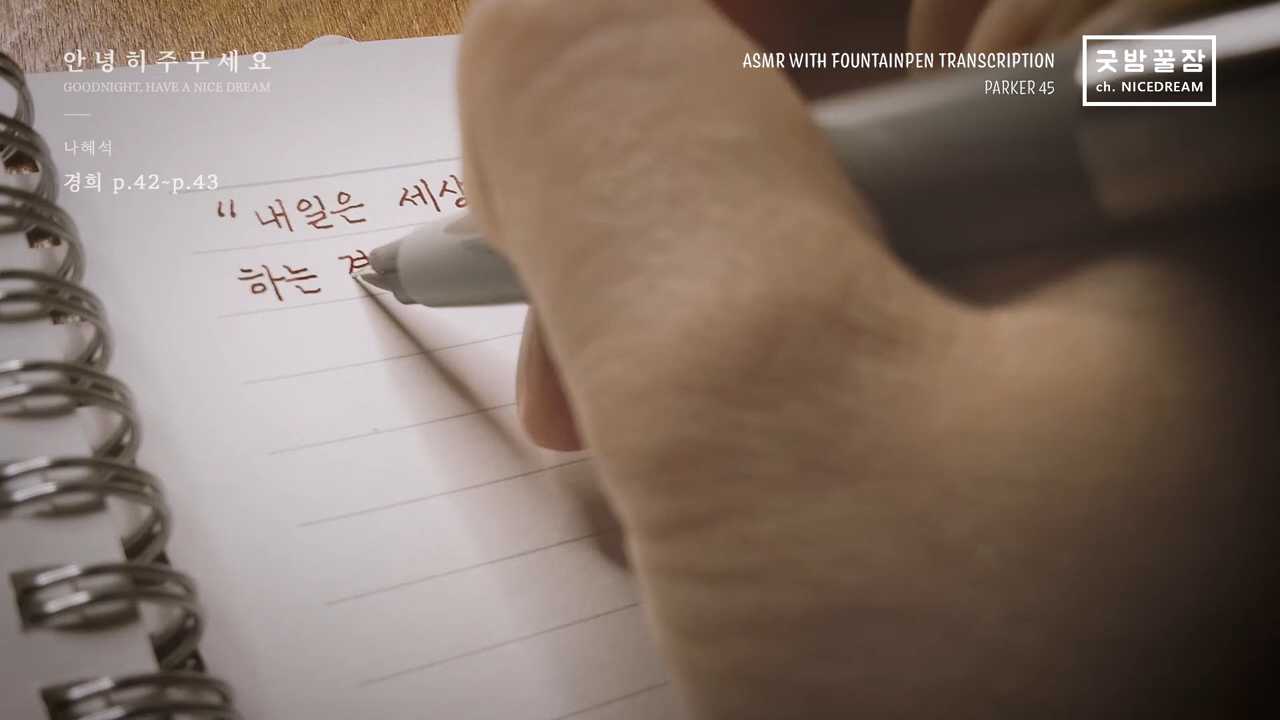 안녕히주무세요
GOODNIGHT, HAVE A NICE DREAM
나혜석
경희 p.42~p.43
ASMR WITH FOUNTAINPEN TRANSCRIPTION
PARKER 45
굿밤꿀잠
ch. NICEDREAM
“ 내일은 세상
하는